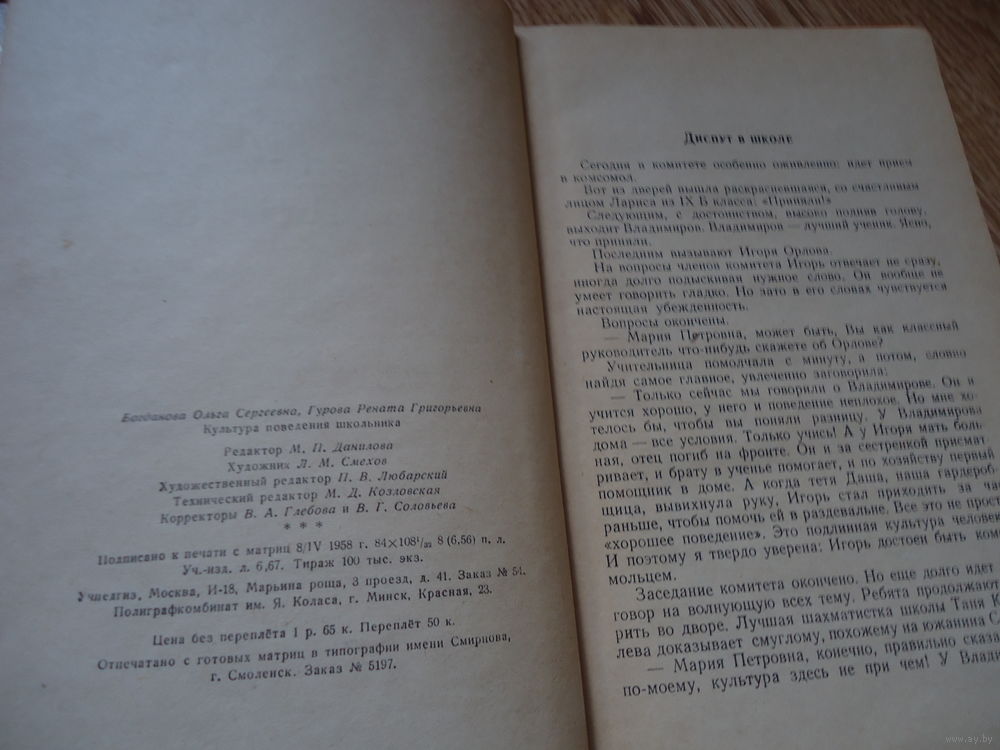 Багданова Ольга Сергеевна, Гурова Рената Григорьевна
Культура поведения школьника
Редактор М. П. Данилова
Художник Л. М. Смехов
Художественный редактор П. В. Любарский
Технический редактор М. Д. Козловская
Корректоры В. А. Глебова и В. Г. Соловьева
* * *
Подписано к печати с матриц 8/IV 1958 г. 84×108¹/₃₂ 8 (6,56) п. л.
Уч.-изд. л. 6,67. Тираж 100 тыс. экз.
Учпедгиз, Москва, И-18, Марьина роща, 3 проезд, д. 41. Заказ № 54.
Полиграфкомбинат им. Я. Коласа, г. Минск, Красная, 23.
Цена без переплёта 1 р. 65 к. Переплёт 50 к.
Отпечатано с готовых матриц в типографии имени Смирнова,
г. Смоленск. Заказ № 5197.
Диспут в школе
Сегодня в комитете особенно оживленно: идет прием
в комсомол.
Вот из дверей вышла раскрасневшаяся, со счастливым
лицом Лариса из IX В класса: «Приняли!»
Следующим, с достоинством, высоко подняв голову,
выходит Владимиров. Владимиров — лучший ученик. Ясно,
что приняли.
Последним вызывают Игоря Орлова.
На вопросы членов комитета Игорь отвечает не сразу,
иногда долго подыскивая нужное слово. Он вообще не
умеет говорить гладко. Но зато в его словах чувствуется
настоящая убежденность.
Вопросы окончены.
— Мария Петровна, может быть, Вы как классный
руководитель что-нибудь скажете об Орлове?
Учительница помолчала с минуту, а потом, словно
найдя самое главное, увлеченно заговорила:
— Только сейчас мы говорили о Владимирове. Он и
учится хорошо, у него и поведение неплохое. Но мне хо-
телось бы, чтобы вы поняли разницу. У Владимирова
дома — все условия. Только учись! А у Игоря мать боль-
ная, отец погиб на фронте. Он и за сестренкой присмат
ривает, и брату в ученье помогает, и по хозяйству первый
помощник в доме. А когда тетя Даша, наша гардероб
щица, вывихнула руку, Игорь стал приходить за час
раньше, чтобы помочь ей в раздевальне. Все это не прос
«хорошее поведение». Это подлинная культура человек
И поэтому я твердо уверена: Игорь достоен быть комс
мольцем.
Заседание комитета окончено. Но еще долго идет
говор на волнующую всех тему. Ребята продолжают
рить во дворе. Лучшая шахматистка школы Таня К
лева доказывает смуглому, похожему на южанина С
— Мария Петровна, конечно, правильно сказа
по-моему, культура здесь не при чем! У Влади
www.ay.by